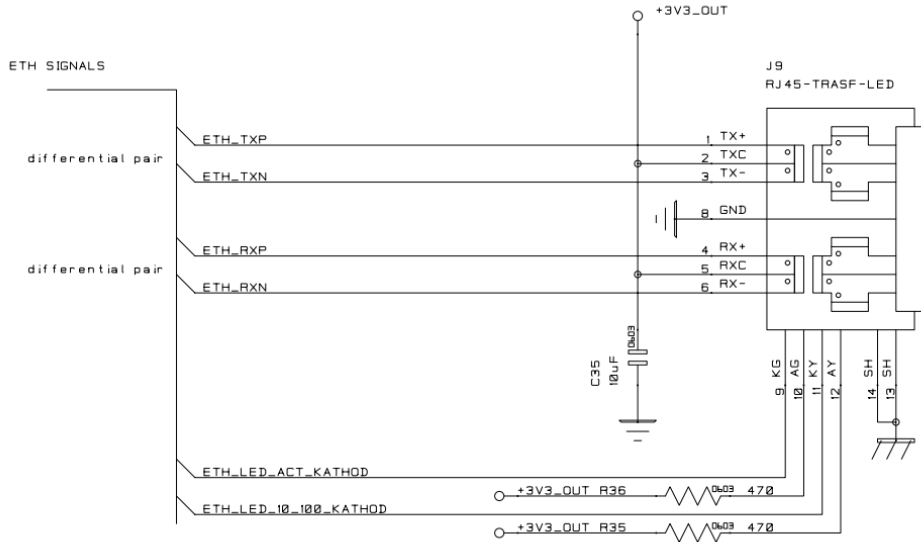 +3V3_OUT
ETH SIGNALS
J9
RJ45-TRASF-LED
ETH_TXP
1 TX+
differential pair
2 TXC
ETH_TXN
3 TX-
8 GND
ETH_RXP
4 RX+
differential pair
5 RXC
ETH_RXN
6 RX-
C35
10uF
0603
9 KG
10 AG
11 KY
12 AY
14 SH
13 SH
ETH_LED_ACT_KATHOD
+3V3_OUT R36 0603 470
ETH_LED_10_100_KATHOD
+3V3_OUT R35 0603 470